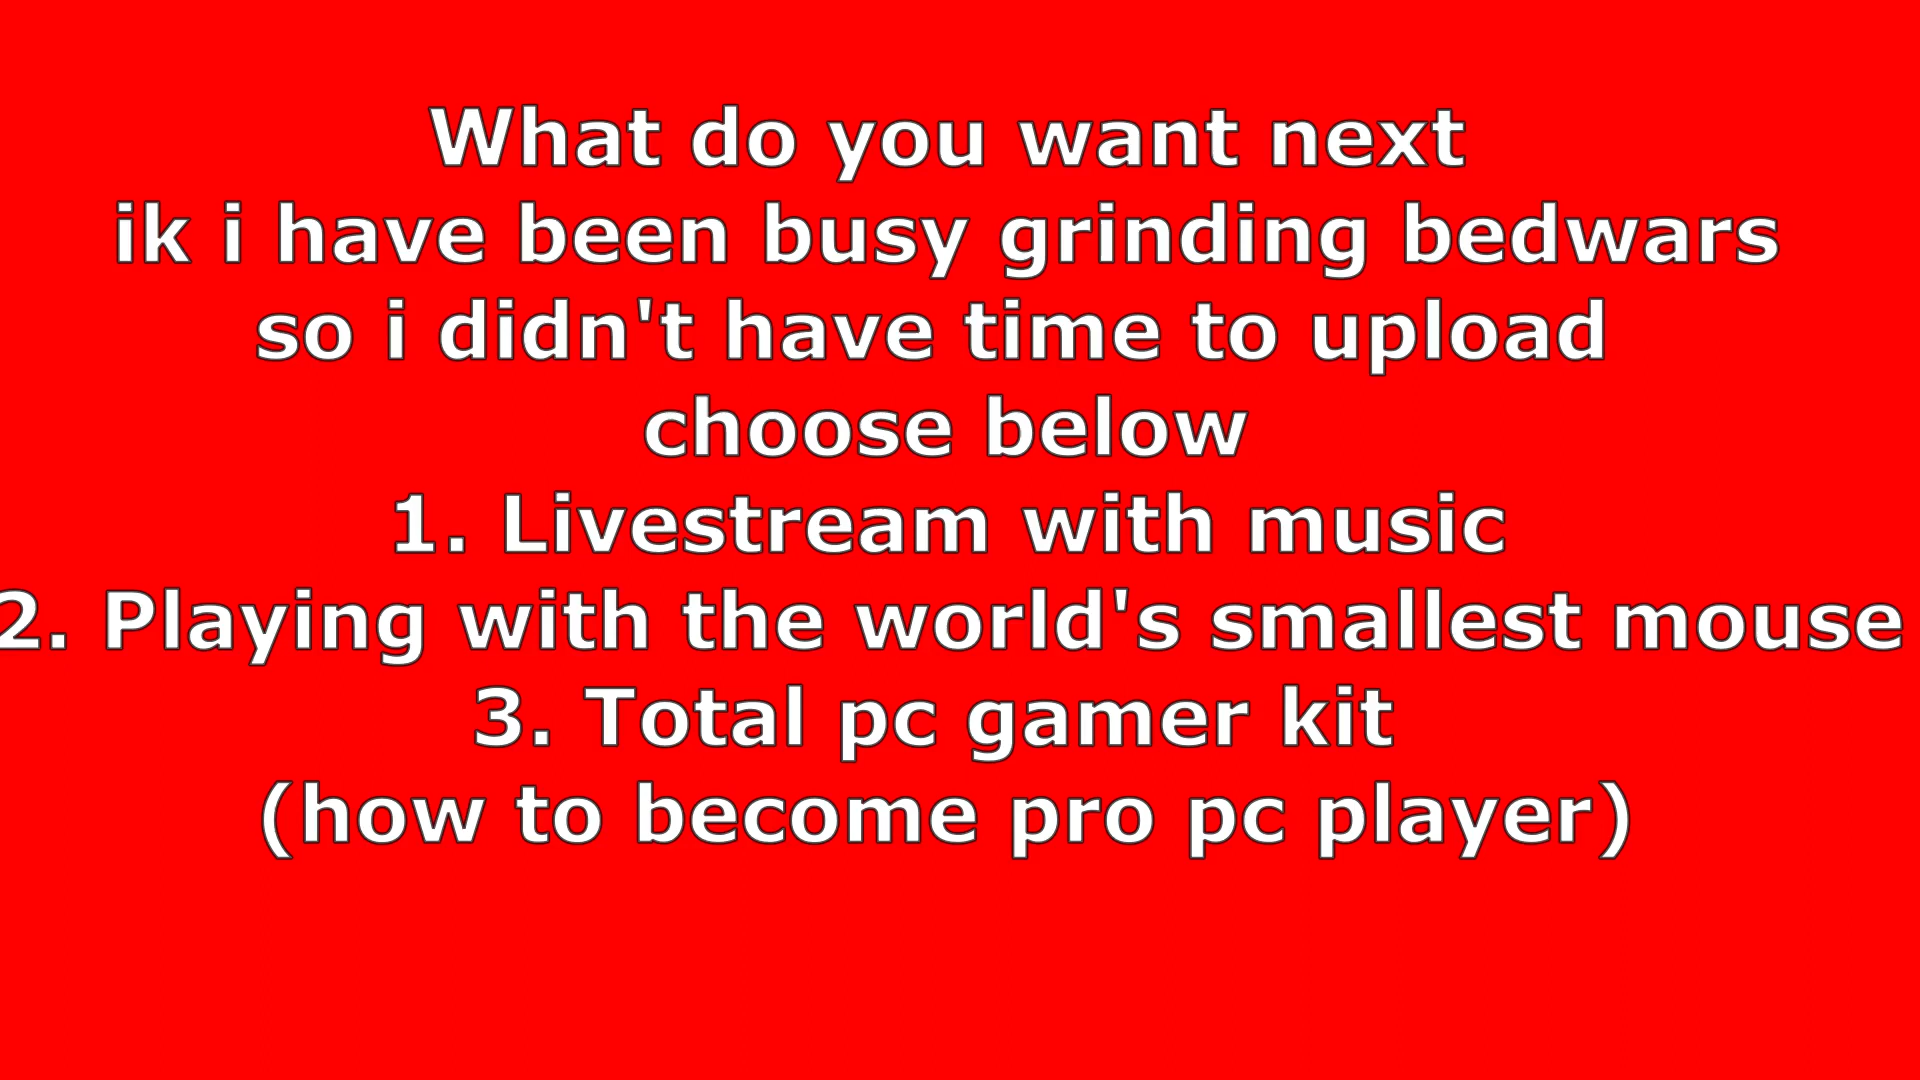 What do you want next
ik i have been busy grinding bedwars
so i didn't have time to upload
choose below
1. Livestream with music
2. Playing with the world's smallest mouse
3. Total pc gamer kit
(how to become pro pc player)